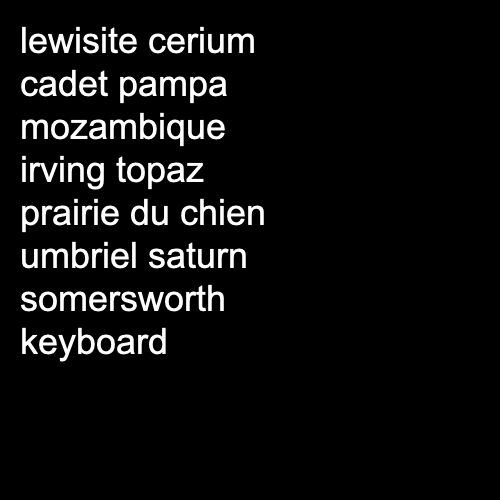 lewisite cerium
cadet pampa
mozambique
irving topaz
prairie du chien
umbriel saturn
somersworth
keyboard